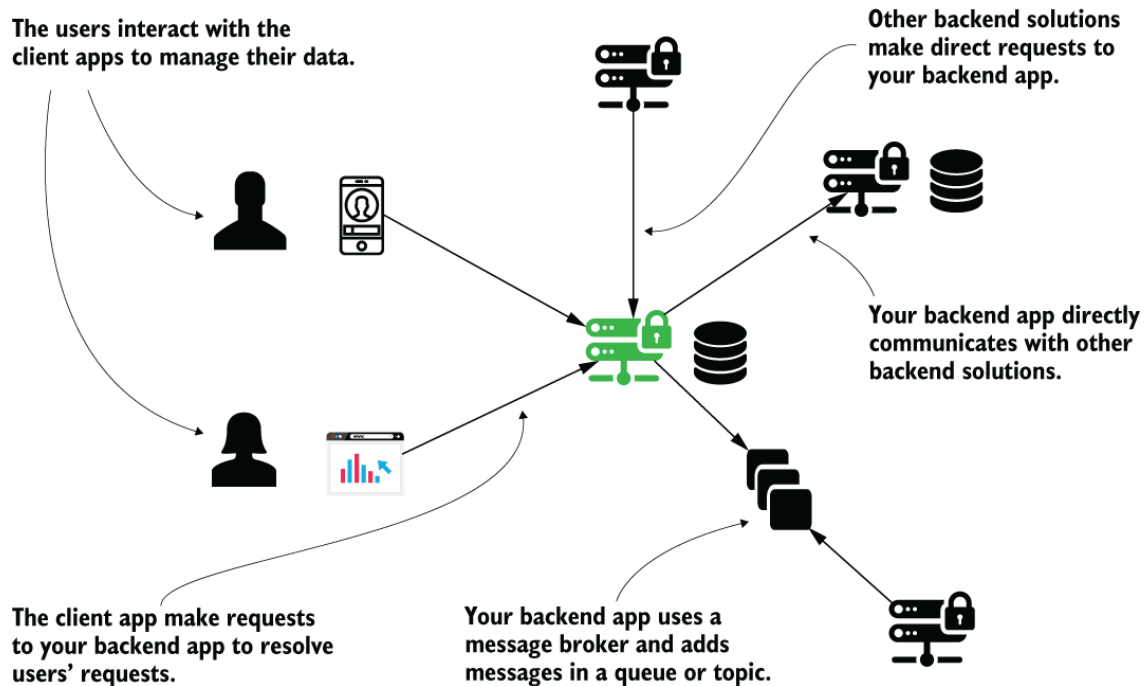 The users interact with the
client apps to manage their data.
Other backend solutions
make direct requests to
your backend app.
Your backend app directly
communicates with other
backend solutions.
The client app make requests
to your backend app to resolve
users' requests.
Your backend app uses a
message broker and adds
messages in a queue or topic.